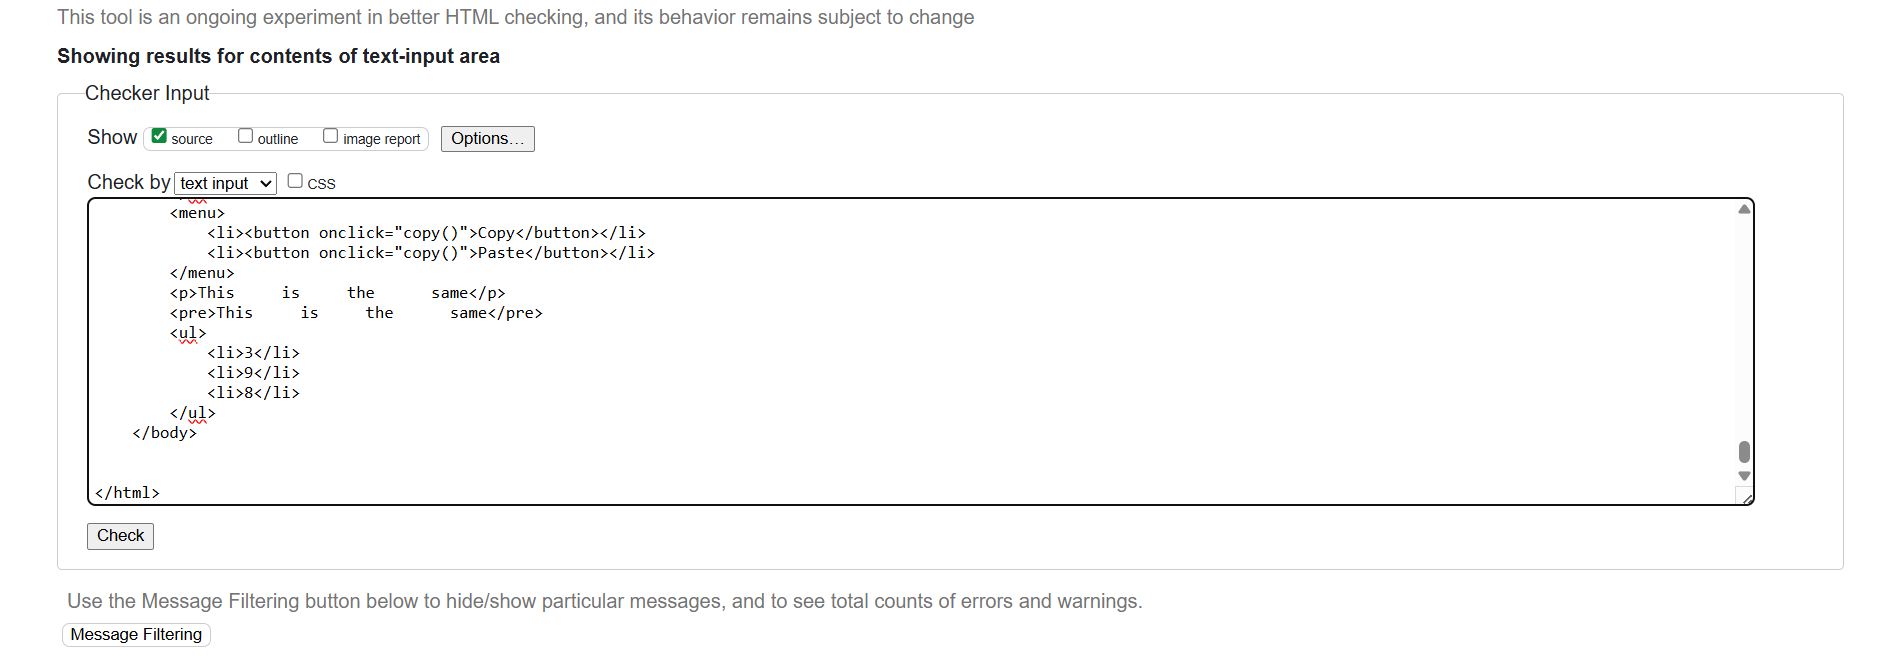 This tool is an ongoing experiment in better HTML checking, and its behavior remains subject to change
Showing results for contents of text-input area
Checker Input
Show source outline image report Options...
Check by text input CSS
<menu>
<li><button onclick="copy()">Copy</button></li>
<li><button onclick="copy()">Paste</button></li>
</menu>
<p>This     is     the      same</p>
<pre>This     is     the      same</pre>
<ul>
<li>3</li>
<li>9</li>
<li>8</li>
</ul>
</body>
</html>
Check
Use the Message Filtering button below to hide/show particular messages, and to see total counts of errors and warnings.
Message Filtering